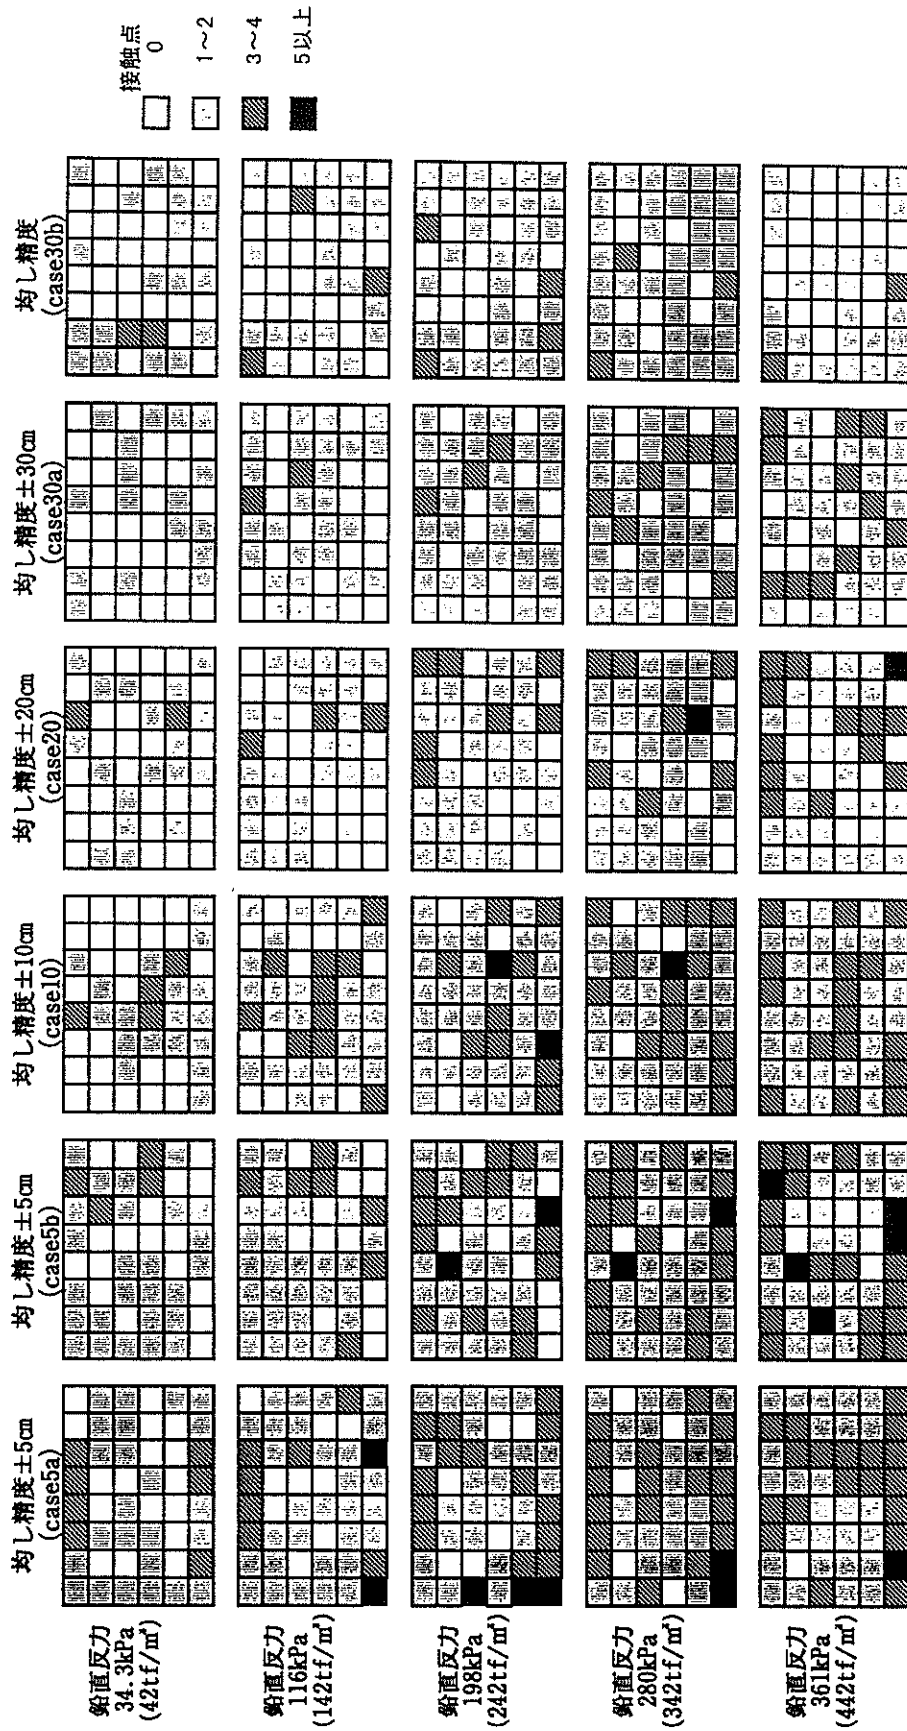 均し精度±5cm
(case5a)
均し精度±5cm
(case5b)
均し精度±10cm
(case10)
均し精度±20cm
(case20)
均し精度±30cm
(case30a)
均し精度
(case30b)
接触点
0
1～2
3～4
5以上
鉛直反力
34.3kPa
(42tf/㎡)
鉛直反力
116kPa
(142tf/㎡)
鉛直反力
198kPa
(242tf/㎡)
鉛直反力
280kPa
(342tf/㎡)
鉛直反力
361kPa
(442tf/㎡)